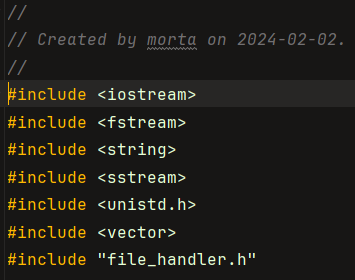 //
// Created by morta on 2024-02-02.
//
#include <iostream>
#include <fstream>
#include <string>
#include <sstream>
#include <unistd.h>
#include <vector>
#include "file_handler.h"